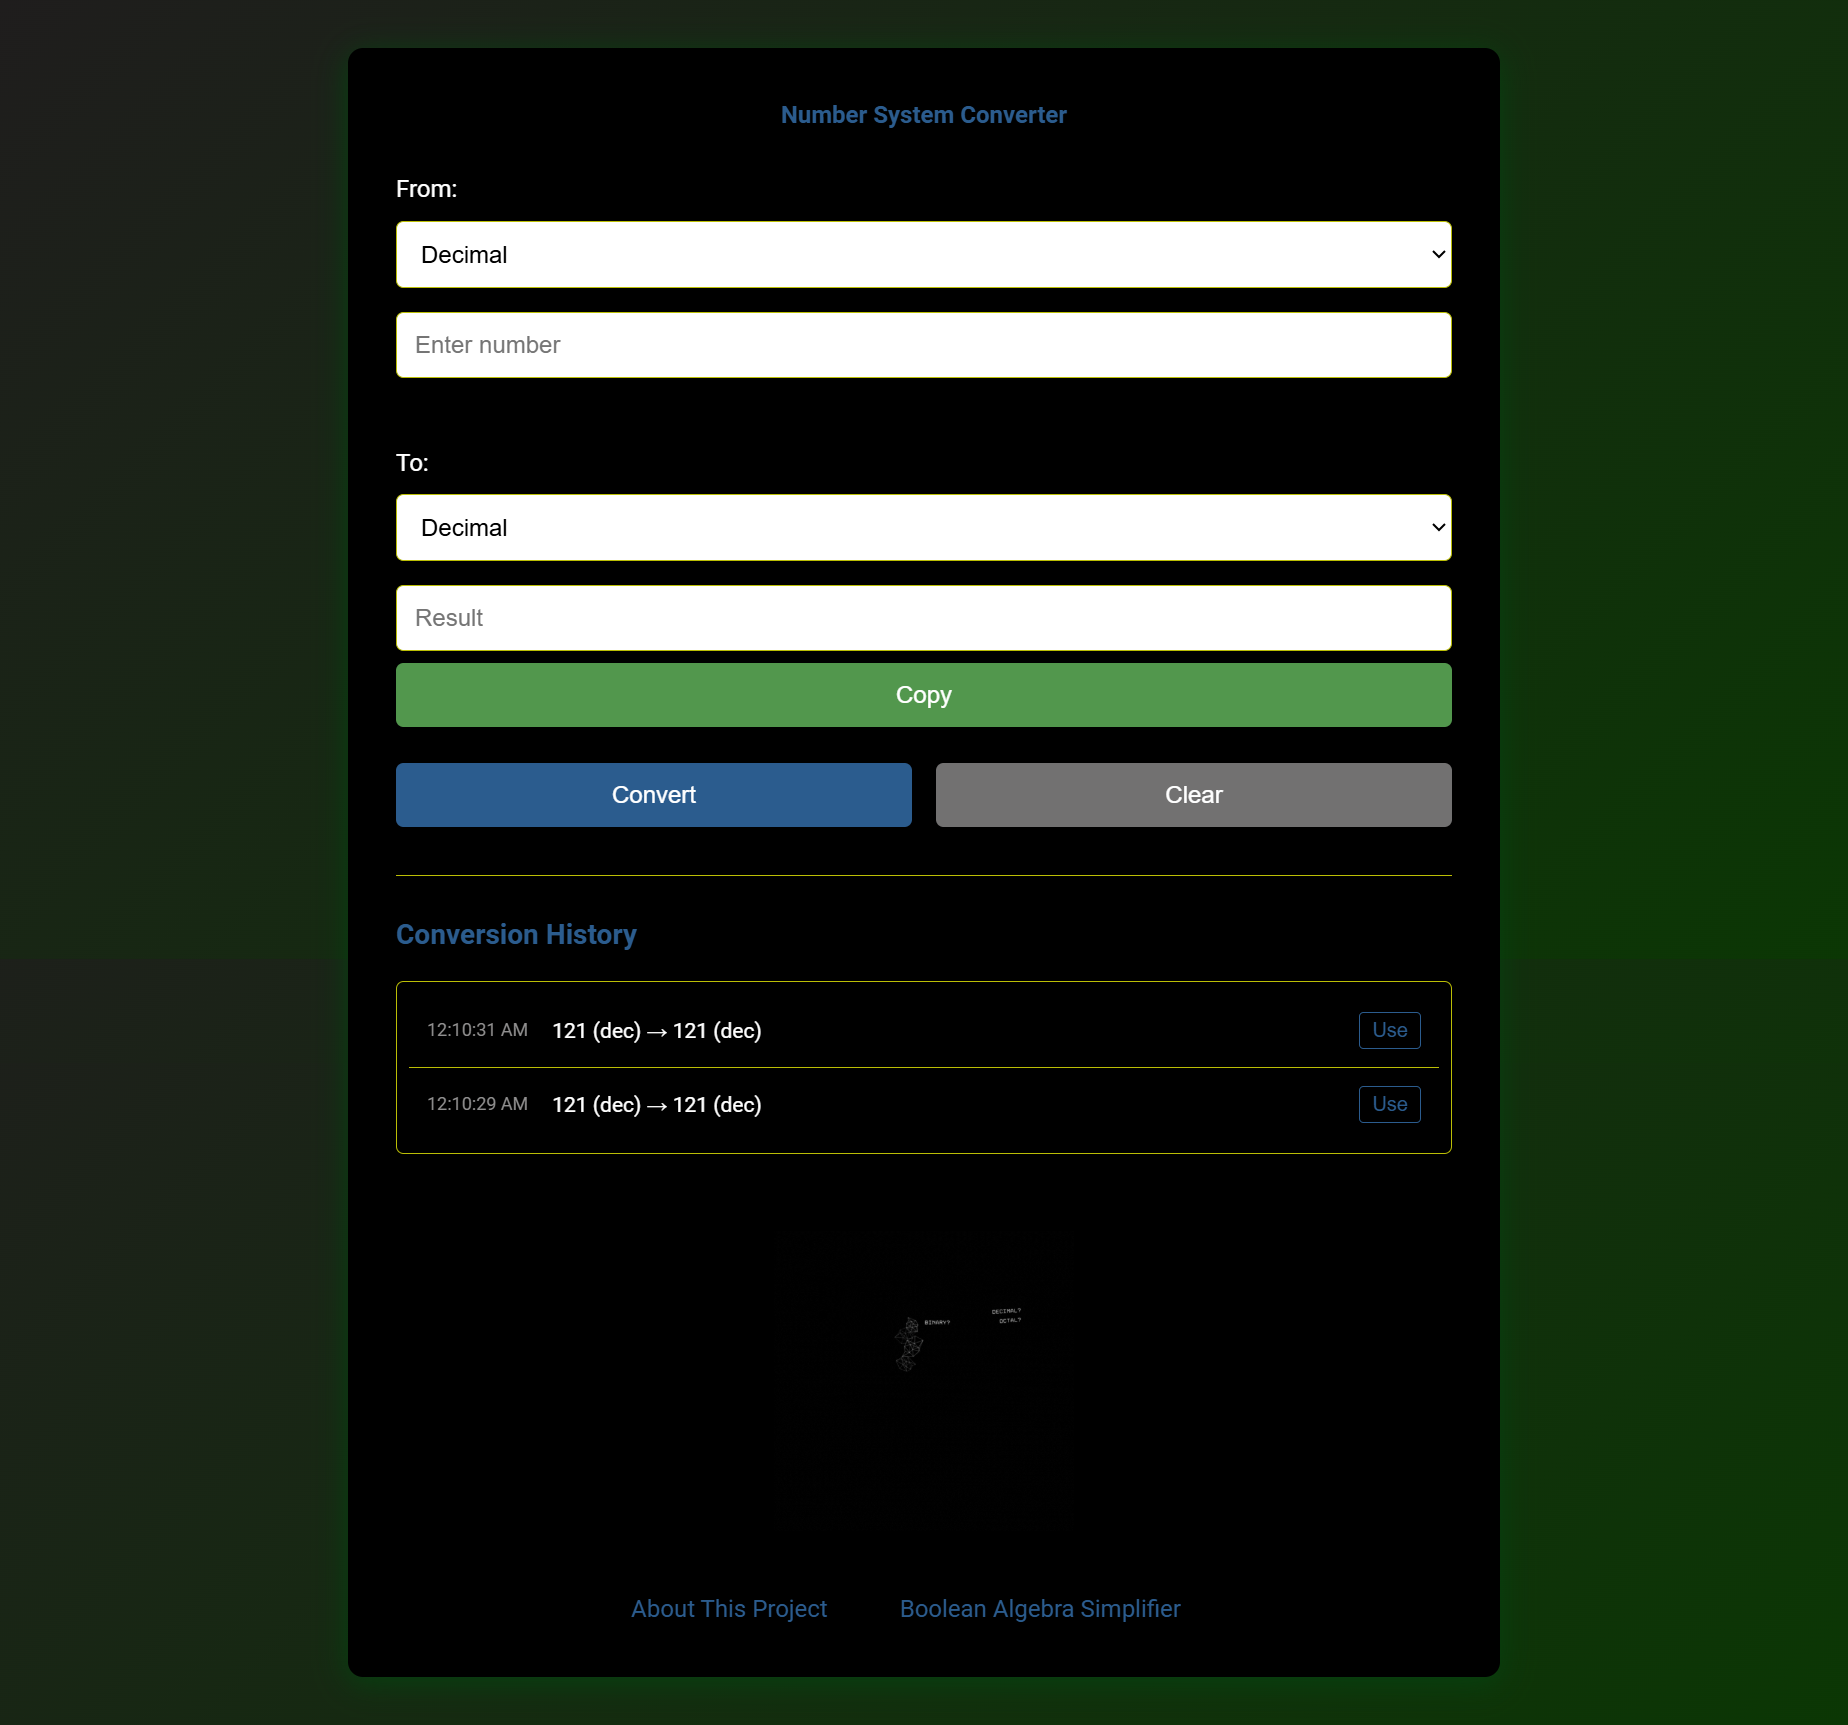 Number System Converter
From:
Decimal
Enter number
To:
Decimal
Result
Copy
Convert Clear
Conversion History
12:10:31 AM 121 (dec) → 121 (dec) Use
12:10:29 AM 121 (dec) → 121 (dec) Use
DECIMAL?
BINARY? OCTAL?
About This Project Boolean Algebra Simplifier